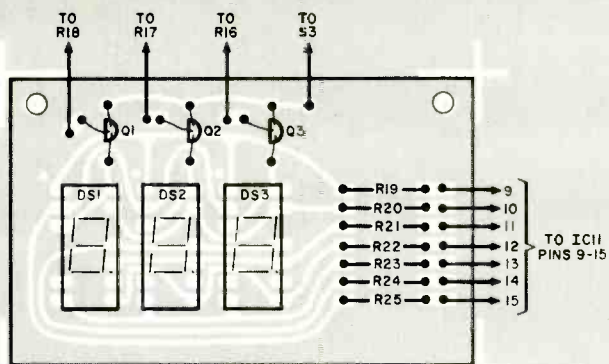 TO R18
TO R17
TO R16
TO S3
Q1
Q2
Q3
DS1
DS2
DS3
R19
9
R20
10
R21
11
R22
12
R23
13
R24
14
R25
15
TO IC11
PINS 9-15